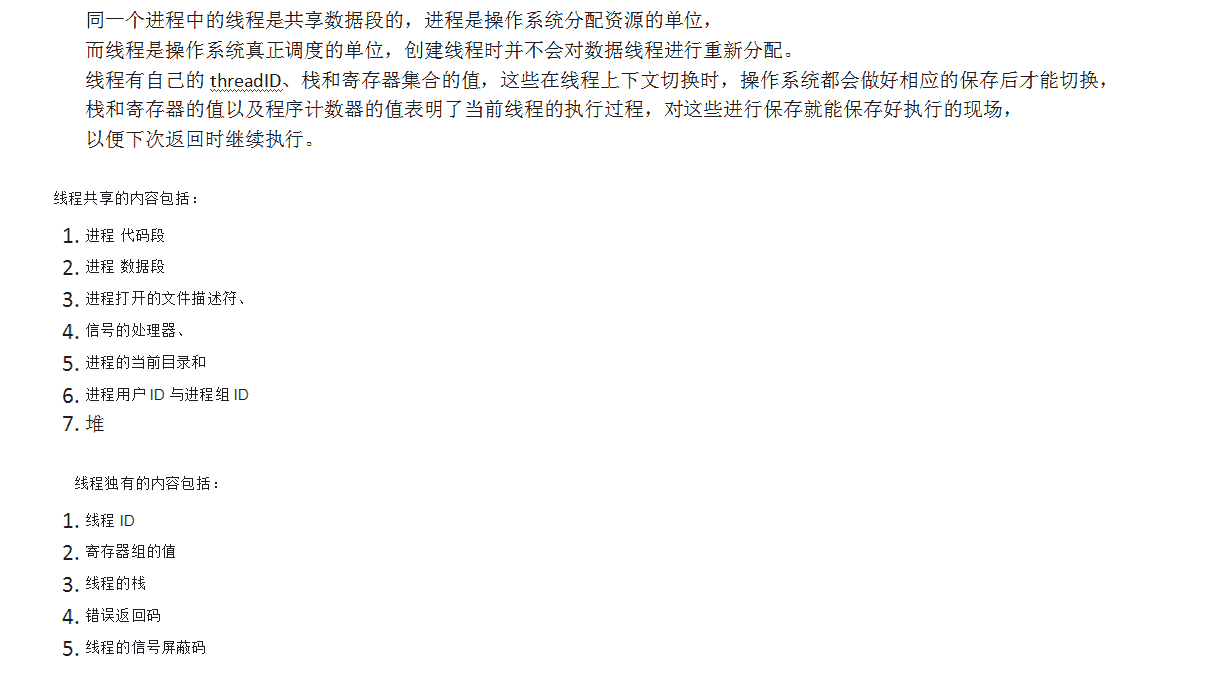 同一个进程中的线程是共享数据段的，进程是操作系统分配资源的单位，
而线程是操作系统真正调度的单位，创建线程时并不会对数据线程进行重新分配。
线程有自己的 threadID、栈和寄存器集合的值，这些在线程上下文切换时，操作系统都会做好相应的保存后才能切换，
栈和寄存器的值以及程序计数器的值表明了当前线程的执行过程，对这些进行保存就能保存好执行的现场，
以便下次返回时继续执行。
线程共享的内容包括：
1. 进程 代码段
2. 进程 数据段
3. 进程打开的文件描述符、
4. 信号的处理器、
5. 进程的当前目录和
6. 进程用户 ID 与进程组 ID
7. 堆
线程独有的内容包括：
1. 线程 ID
2. 寄存器组的值
3. 线程的栈
4. 错误返回码
5. 线程的信号屏蔽码